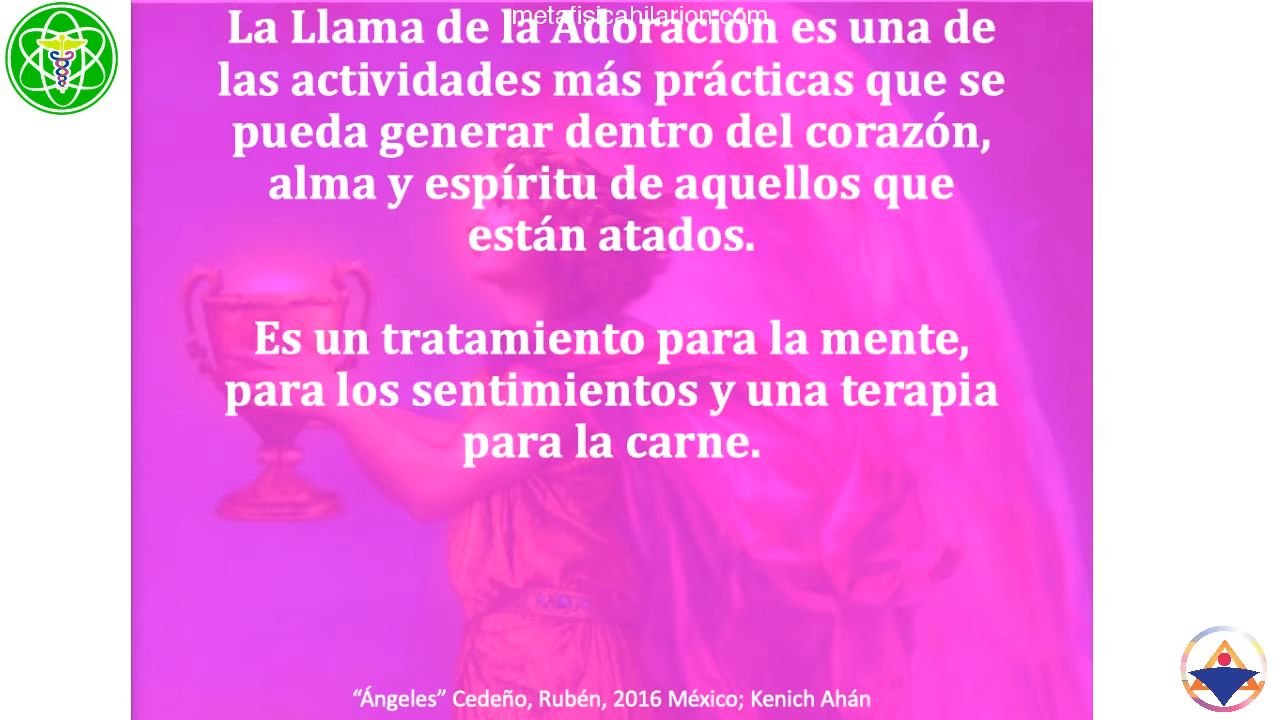 metafisicahilarion.com
La Llama de la Adoración es una de
las actividades más prácticas que se
pueda generar dentro del corazón,
alma y espíritu de aquellos que
están atados.
Es un tratamiento para la mente,
para los sentimientos y una terapia
para la carne.
“Ángeles” Cedeño, Rubén, 2016 México; Kenich Ahán